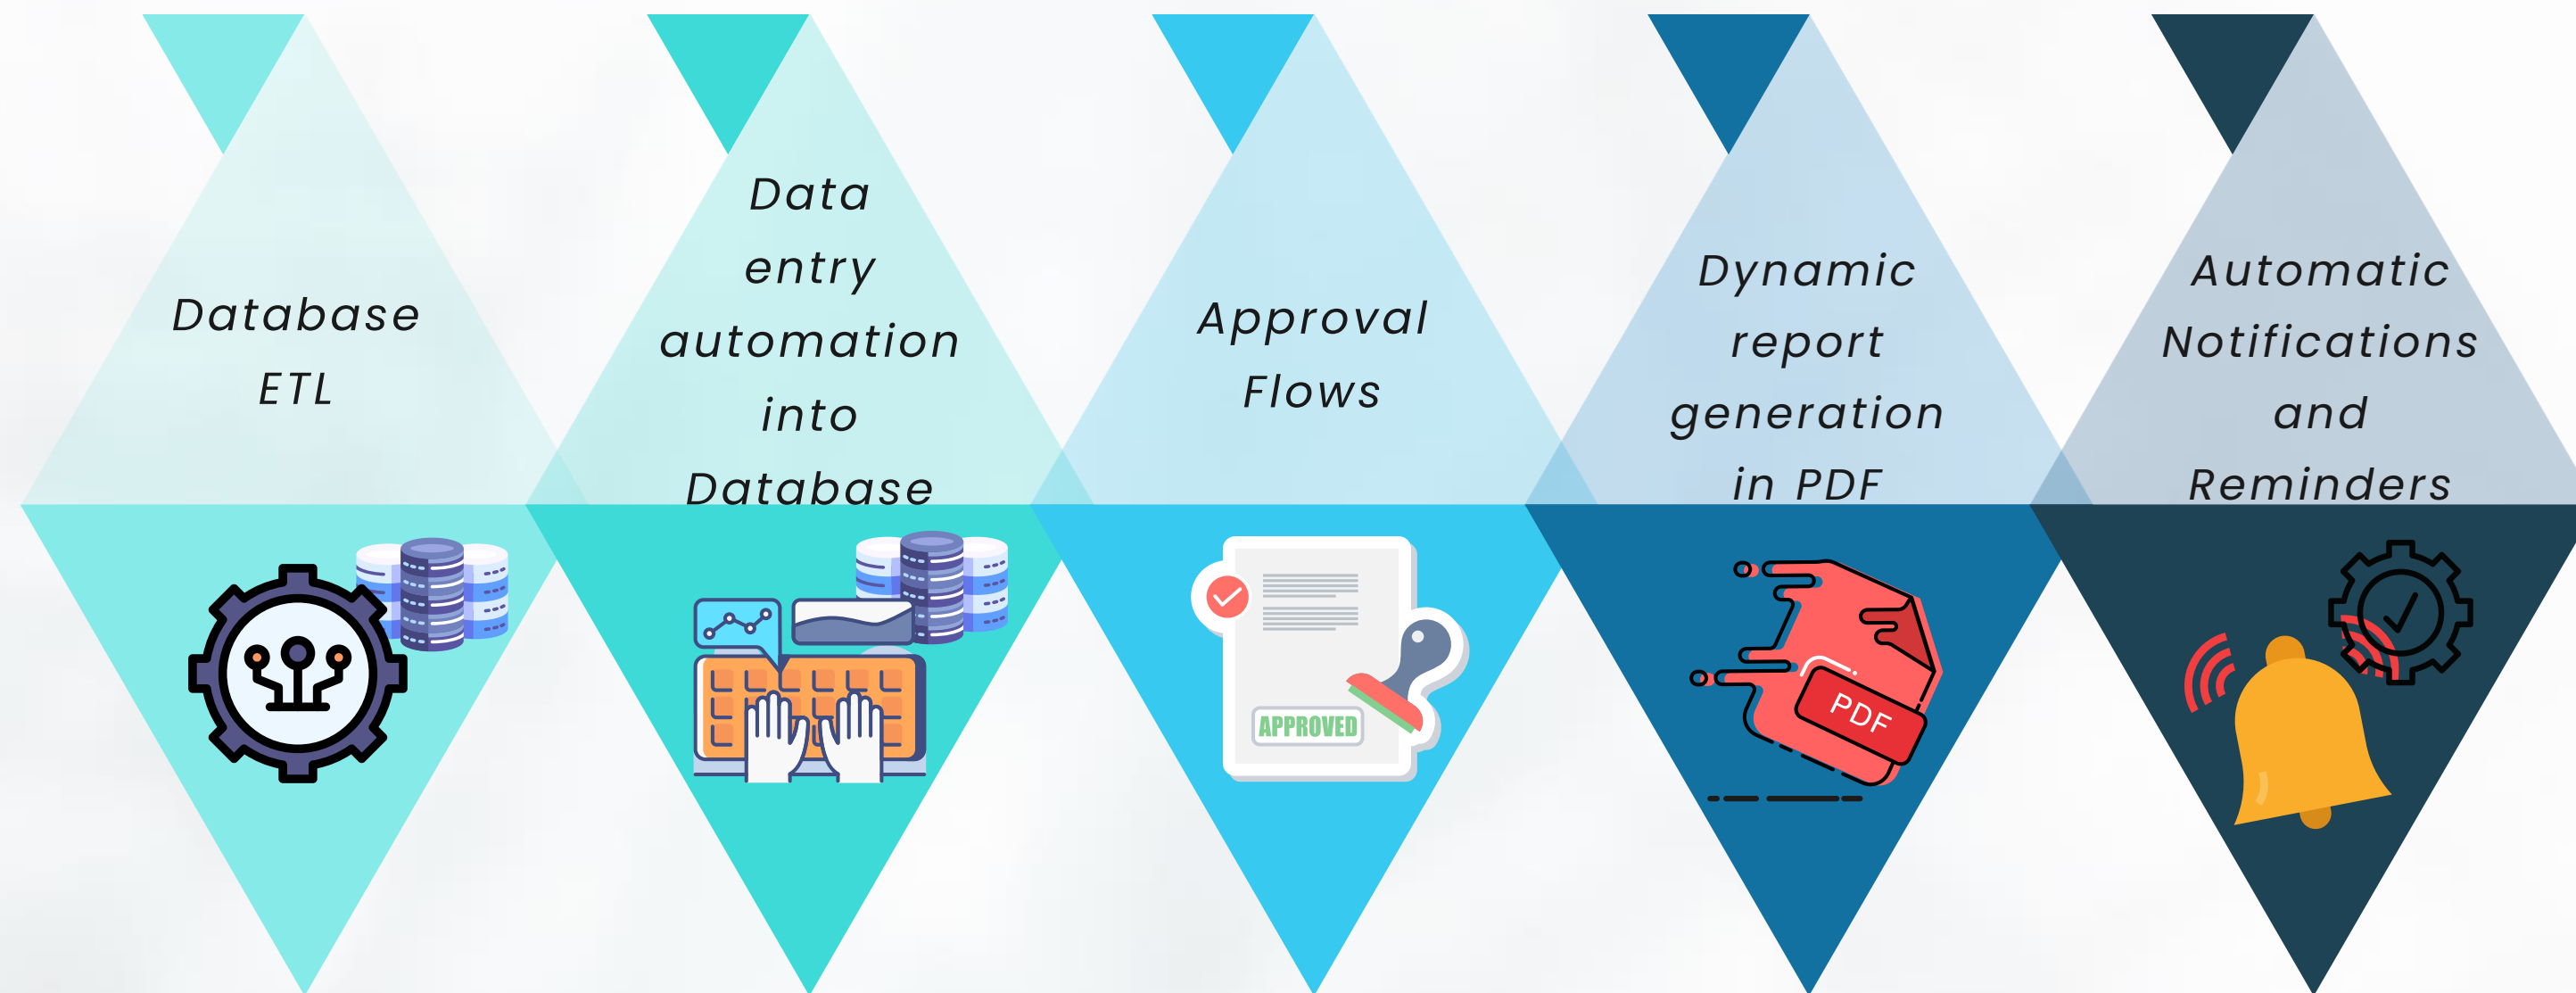 Database
ETL
Data
entry
automation
into
Database
Approval
Flows
Dynamic
report
generation
in PDF
Automatic
Notifications
and
Reminders
APPROVED
PDF